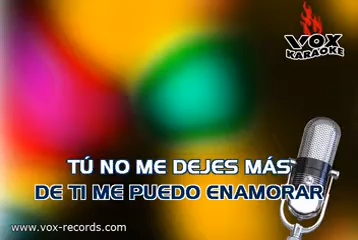 VOX
KARAOKE
TÚ NO ME DEJES MÁS
DE TI ME PUEDO ENAMORAR
www.vox-records.com